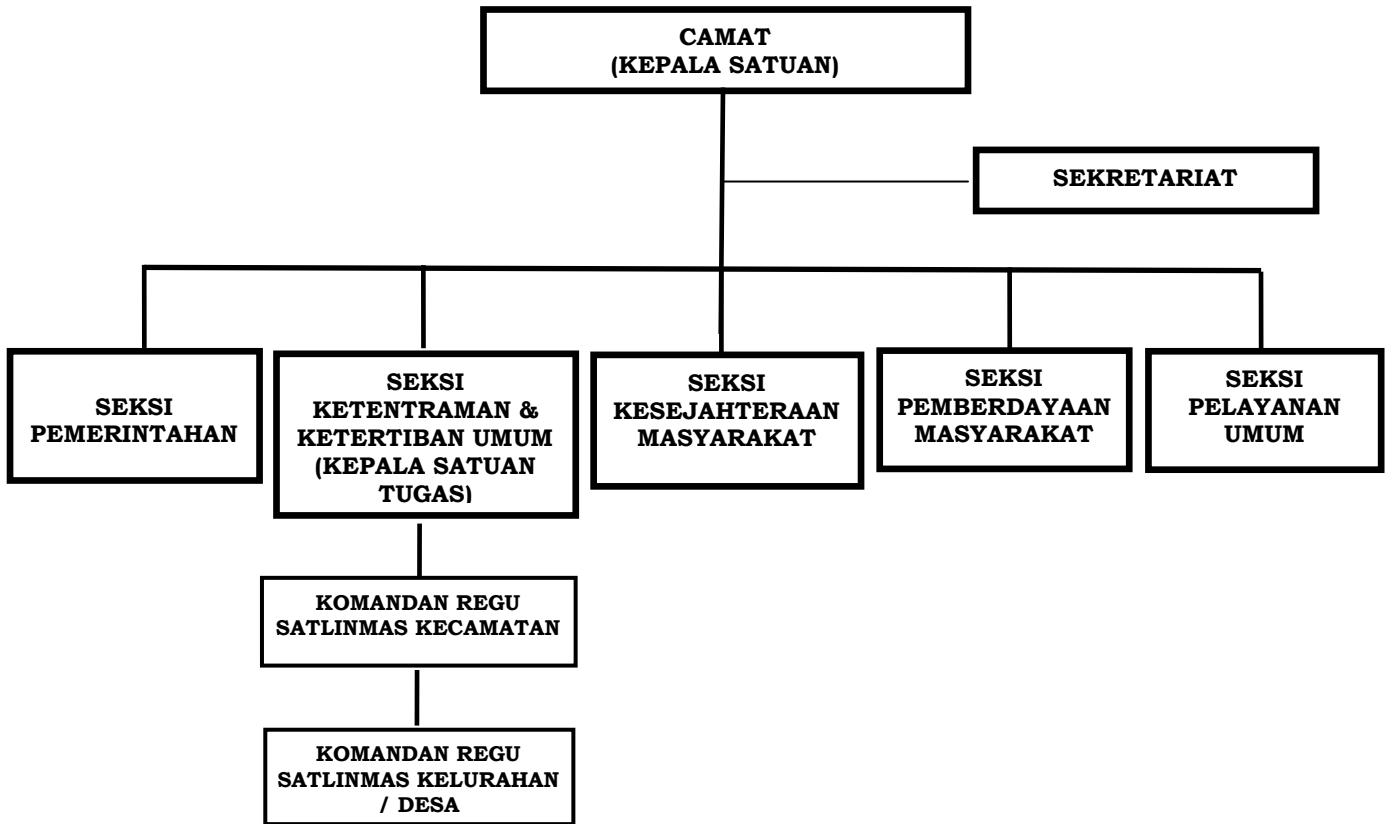 CAMAT
(KEPALA SATUAN)
SEKRETARIAT
SEKSI
PEMERINTAHAN
SEKSI
KETENTRAMAN &
KETERTIBAN UMUM
(KEPALA SATUAN
TUGAS)
SEKSI
KESEJAHTERAAN
MASYARAKAT
SEKSI
PEMBERDAYAAN
MASYARAKAT
SEKSI
PELAYANAN
UMUM
KOMANDAN REGU
SATLINMAS KECAMATAN
KOMANDAN REGU
SATLINMAS KELURAHAN
/ DESA